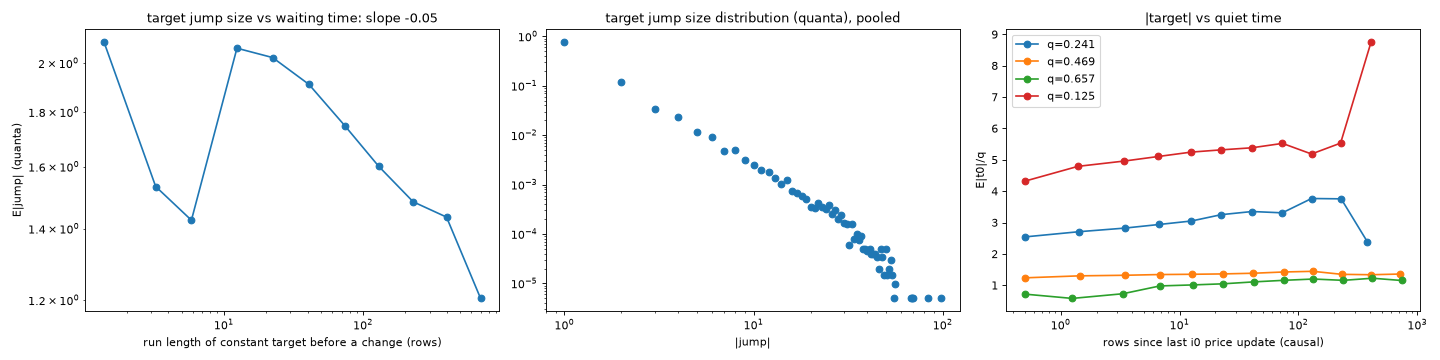 target jump size vs waiting time: slope -0.05
E|jump| (quanta)
2 × 10⁰
1.8 × 10⁰
1.6 × 10⁰
1.4 × 10⁰
1.2 × 10⁰
10¹
10²
run length of constant target before a change (rows)
target jump size distribution (quanta), pooled
10⁰
10⁻¹
10⁻²
10⁻³
10⁻⁴
10⁻⁵
10⁰
10¹
10²
|jump|
|target| vs quiet time
E|t0|/q
9
8
7
6
5
4
3
2
1
q=0.241
q=0.469
q=0.657
q=0.125
10⁰
10¹
10²
10³
rows since last i0 price update (causal)